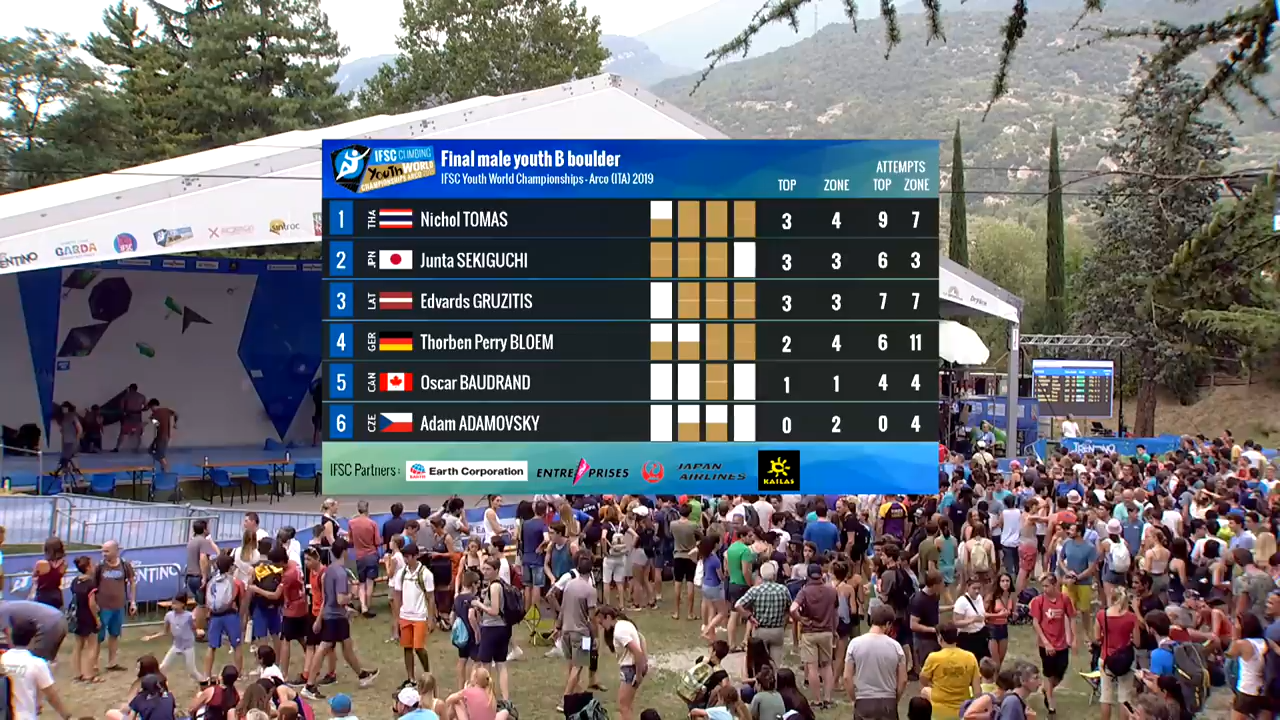 IFSC CLIMBING
Youth WORLD
CHAMPIONSHIPS ARCO 2019
FInal male youth B boulder
IFSC Youth World Championships - Arco (ITA) 2019
TOP ZONE ATTEMPTS TOP ZONE
1 THA Nichol TOMAS 3 4 9 7
2 JPN Junta SEKIGUCHI 3 3 6 3
3 LAT Edvards GRUZITIS 3 3 7 7
4 GER Thorben Perry BLOEM 2 4 6 11
5 CAN Oscar BAUDRAND 1 1 4 4
6 CZE Adam ADAMOVSKY 0 2 0 4
IFSC Partners : EARTH Earth Corporation ENTRE PRISES JAPAN AIRLINES KAILAS
GARDA
TRENTINO